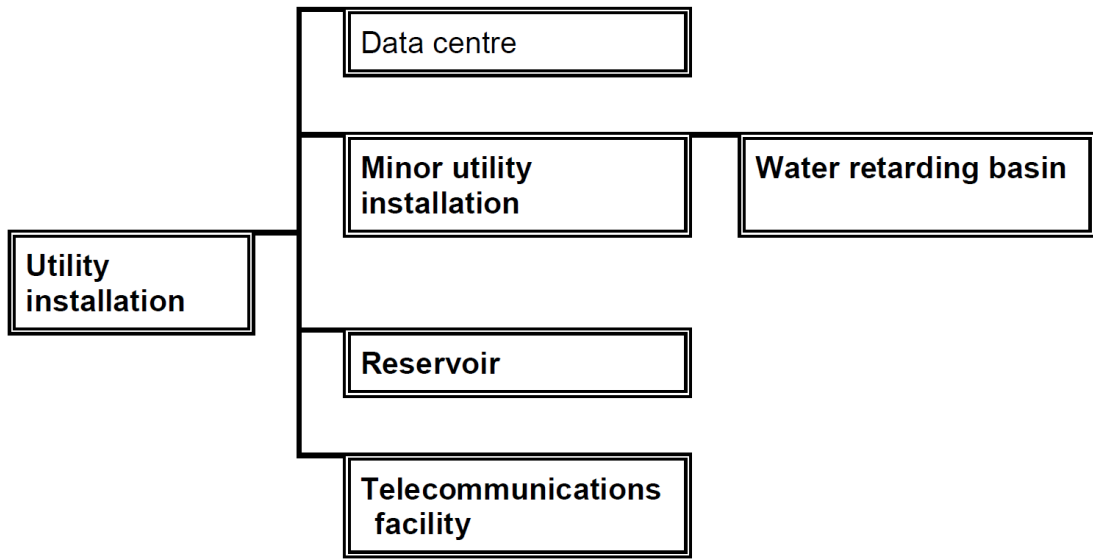 Data centre
Minor utility
installation
Water retarding basin
Utility
installation
Reservoir
Telecommunications
facility